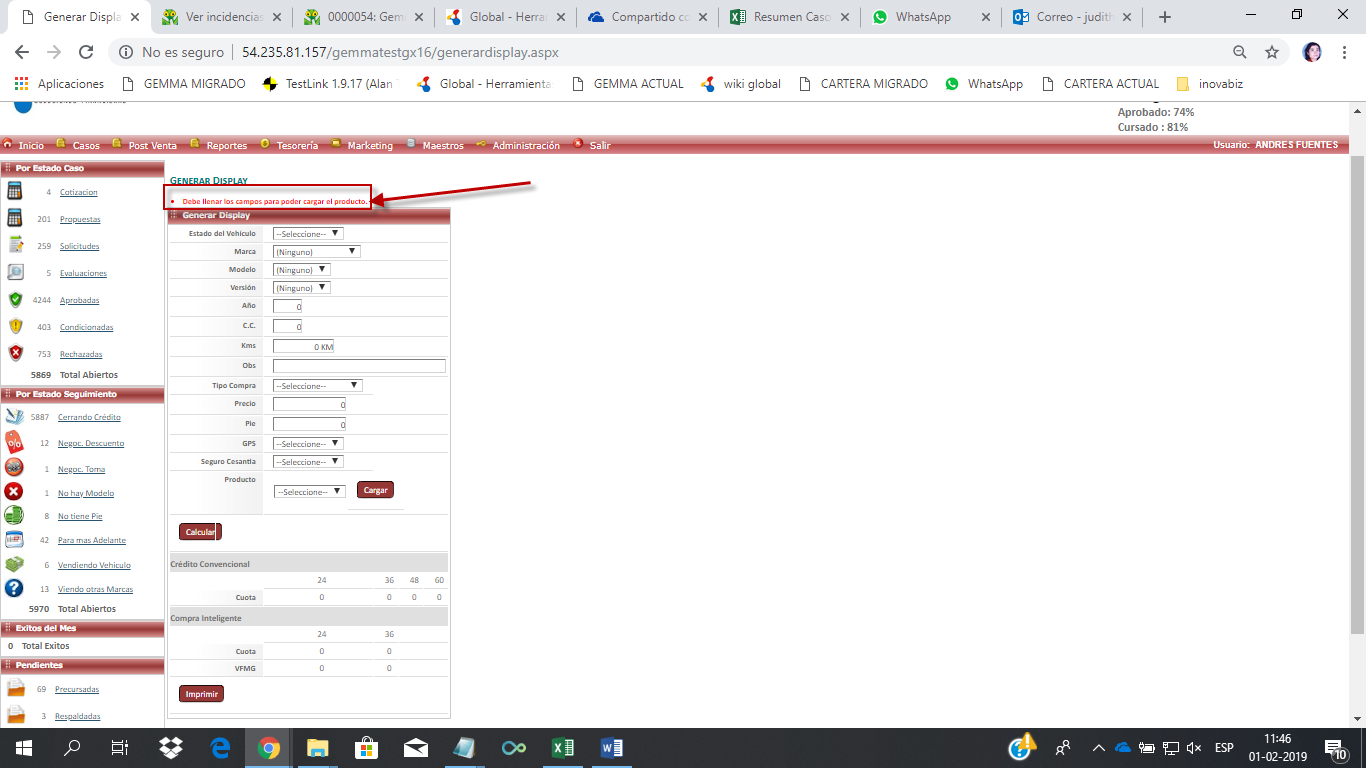 Generar Displa
Ver incidencias
0000054: Gem
Global - Herra
Compartido co
Resumen Caso
WhatsApp
Correo - judith
No es seguro
54.235.81.157/gemmatestgx16/generardisplay.aspx
Aplicaciones
GEMMA MIGRADO
TestLink 1.9.17 (Alan
Global - Herramienta
GEMMA ACTUAL
wiki global
CARTERA MIGRADO
WhatsApp
CARTERA ACTUAL
inovabiz
Aprobado: 74%
Cursado : 81%
Inicio
Casos
Post Venta
Reportes
Tesorería
Marketing
Maestros
Administración
Salir
Usuario: ANDRES FUENTES
Por Estado Caso
4 Cotizacion
201 Propuestas
259 Solicitudes
5 Evaluaciones
4244 Aprobadas
403 Condicionadas
753 Rechazadas
5869 Total Abiertos
Por Estado Seguimiento
5887 Cerrando Crédito
12 Negoc. Descuento
1 Negoc. Toma
1 No hay Modelo
8 No tiene Pie
42 Para mas Adelante
6 Vendiendo Vehiculo
13 Viendo otras Marcas
5970 Total Abiertos
Exitos del Mes
0 Total Exitos
Pendientes
69 Precursadas
3 Respaldadas
GENERAR DISPLAY
Debe llenar los campos para poder cargar el producto.
Generar Display
Estado del Vehículo --Seleccione--
Marca (Ninguno)
Modelo (Ninguno)
Versión (Ninguno)
Año 0
C.C. 0
Kms 0 KM
Obs
Tipo Compra --Seleccione--
Precio 0
Pie 0
GPS --Seleccione--
Seguro Cesantía --Seleccione--
Producto --Seleccione-- Cargar
Calcular
Crédito Convencional
24 36 48 60
Cuota 0 0 0 0
Compra Inteligente
24 36
Cuota 0 0
VFMG 0 0
Imprimir
ESP
11:46
01-02-2019
10